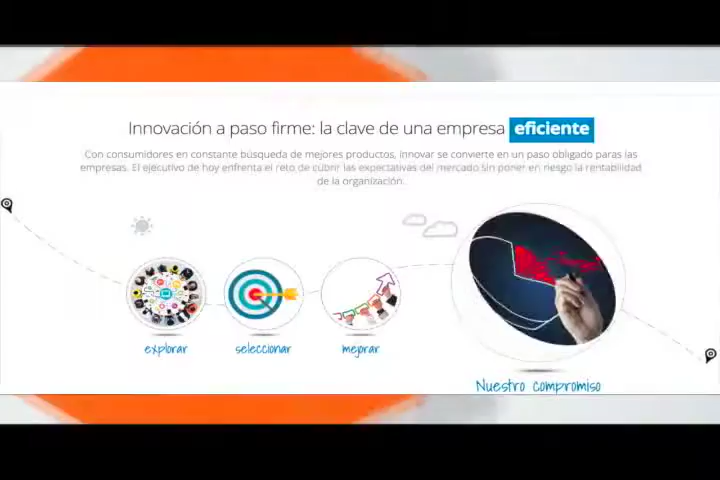 Innovación a paso firme: la clave de una empresa eficiente
Con consumidores en constante búsqueda de mejores productos, innovar se convierte en un paso obligado paras las
empresas. El ejecutivo de hoy enfrenta el reto de cubrir las expectativas del mercado sin poner en riesgo la rentabilidad
de la organización.
explorar seleccionar mejorar
Nuestro compromiso